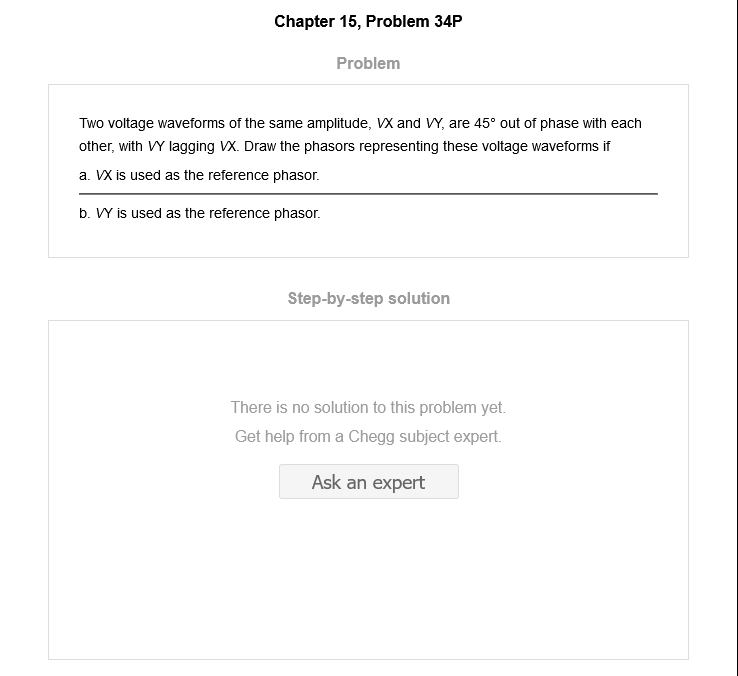 Chapter 15, Problem 34P
Problem
Two voltage waveforms of the same amplitude, VX and VY, are 45° out of phase with each
other, with VY lagging VX. Draw the phasors representing these voltage waveforms if
a. VX is used as the reference phasor.
b. VY is used as the reference phasor.
Step-by-step solution
There is no solution to this problem yet.
Get help from a Chegg subject expert.
Ask an expert